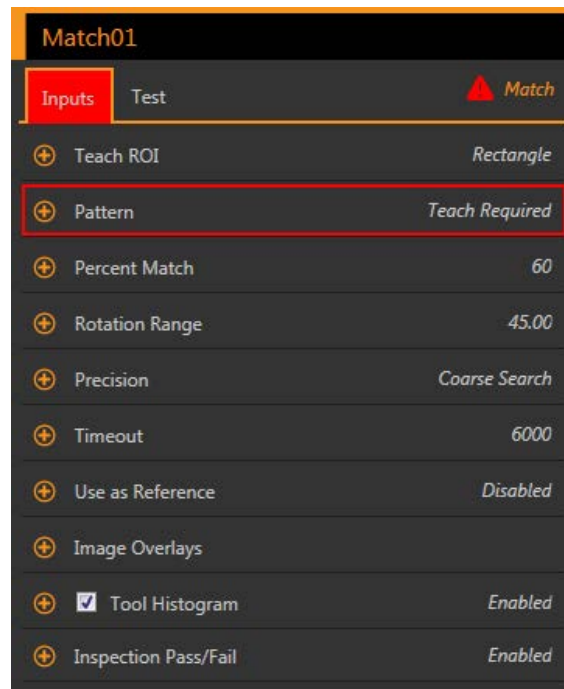 Match01
Inputs Test Match
Teach ROI Rectangle
Pattern Teach Required
Percent Match 60
Rotation Range 45.00
Precision Coarse Search
Timeout 6000
Use as Reference Disabled
Image Overlays
Tool Histogram Enabled
Inspection Pass/Fail Enabled